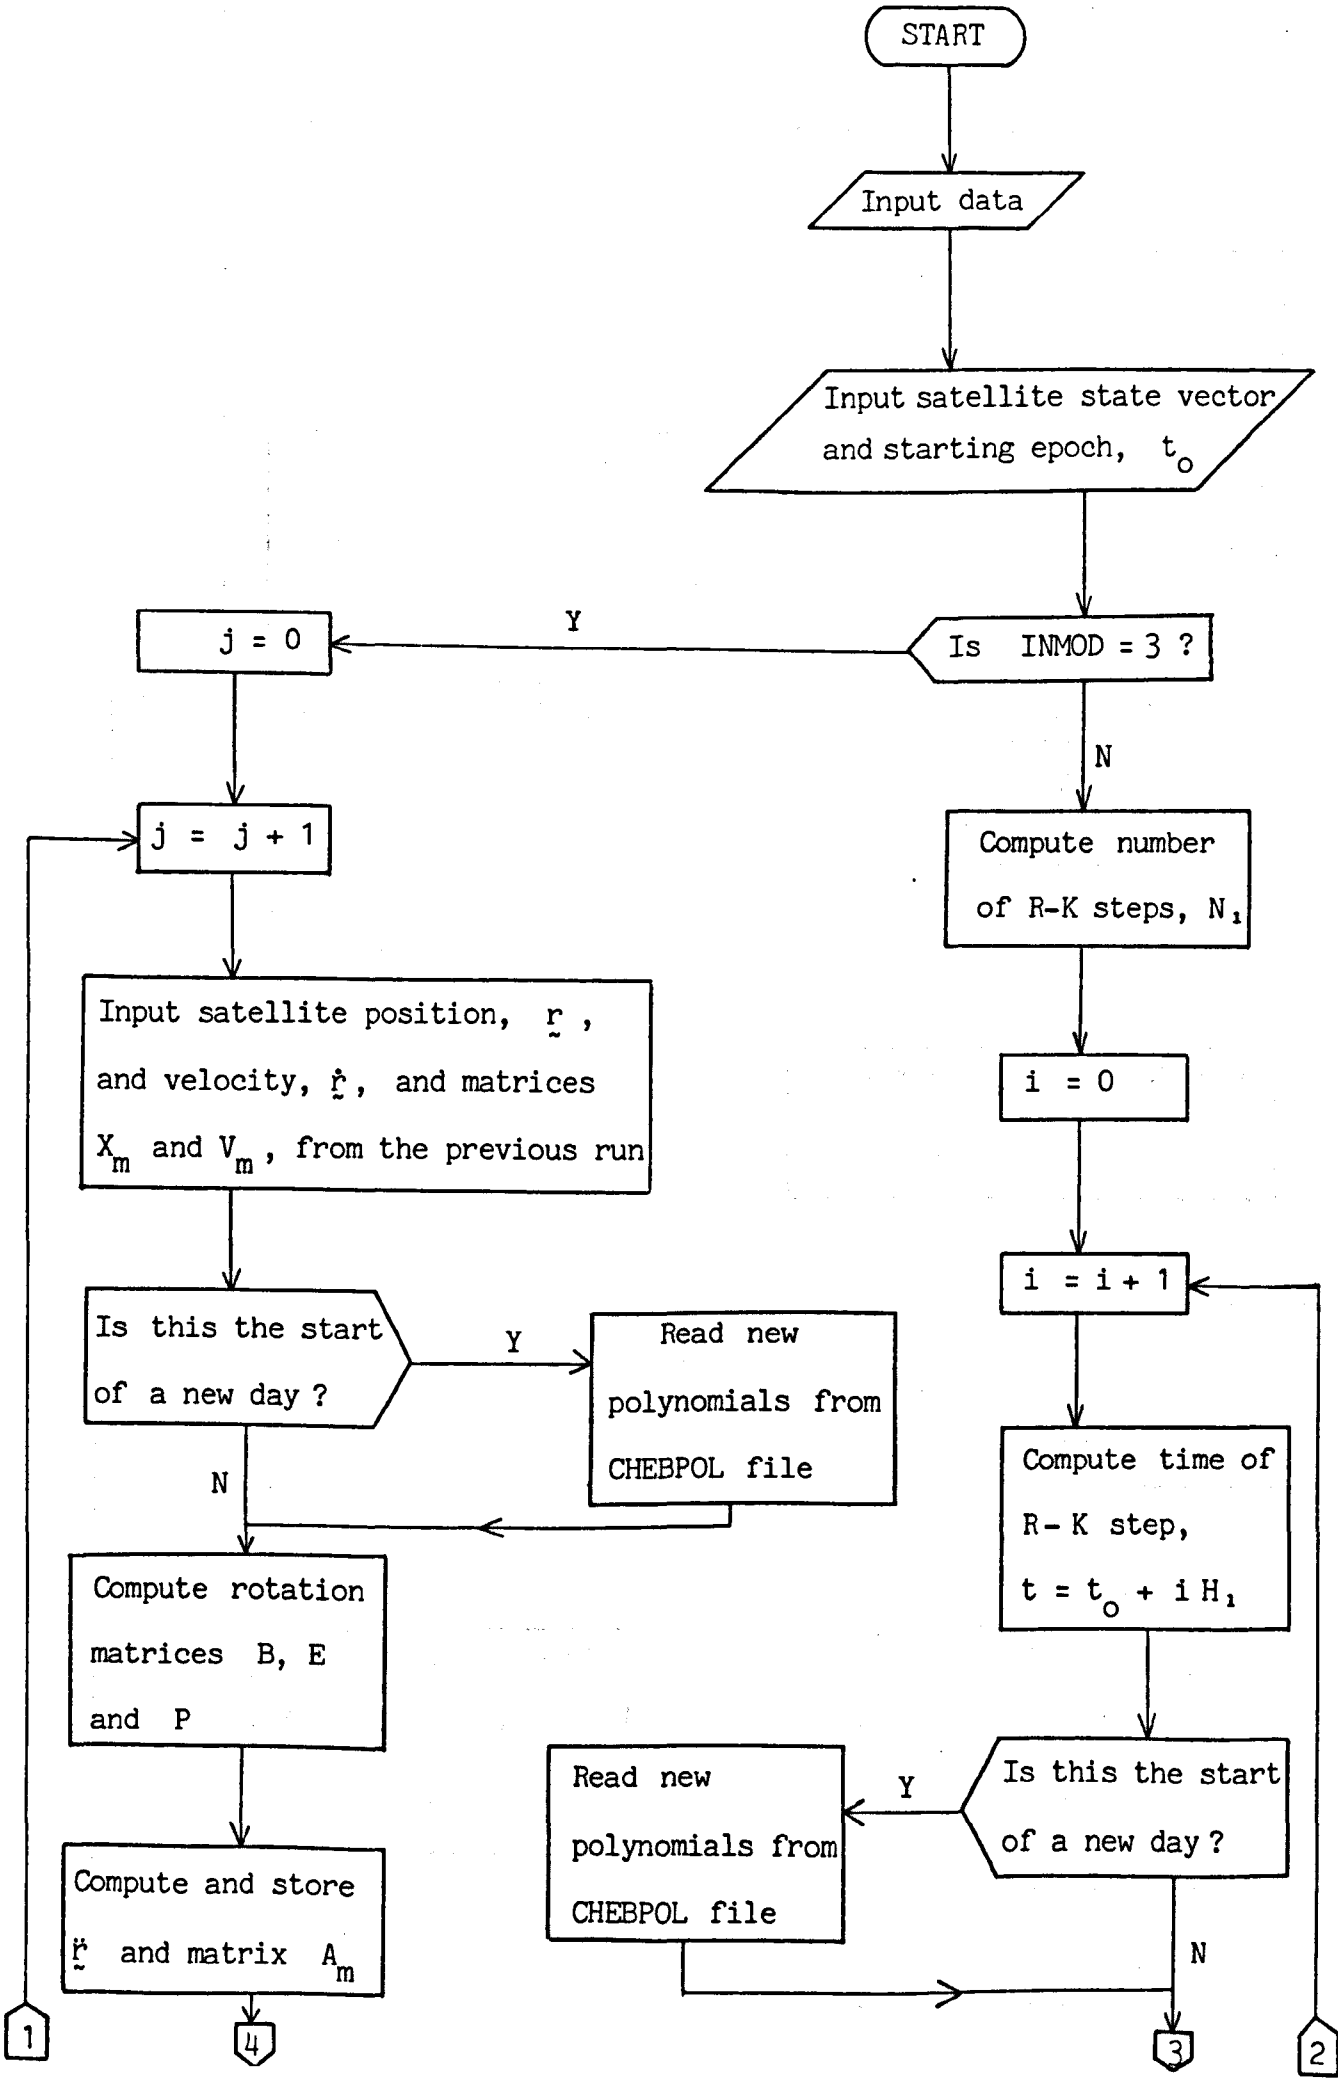 START
Input data
Input satellite state vector
and starting epoch, t₀
Is INMOD = 3 ?
Y
N
j = 0
j = j + 1
Input satellite position, r̰ ,
and velocity, ṙ̰, and matrices
Xₘ and Vₘ , from the previous run
Is this the start
of a new day ?
Y
N
Read new
polynomials from
CHEBPOL file
Compute rotation
matrices B, E
and P
Compute and store
r̰̈ and matrix Aₘ
1
4
Compute number
of R-K steps, N₁
i = 0
i = i + 1
Compute time of
R-K step,
t = t₀ + i H₁
Is this the start
of a new day ?
Y
N
Read new
polynomials from
CHEBPOL file
3
2